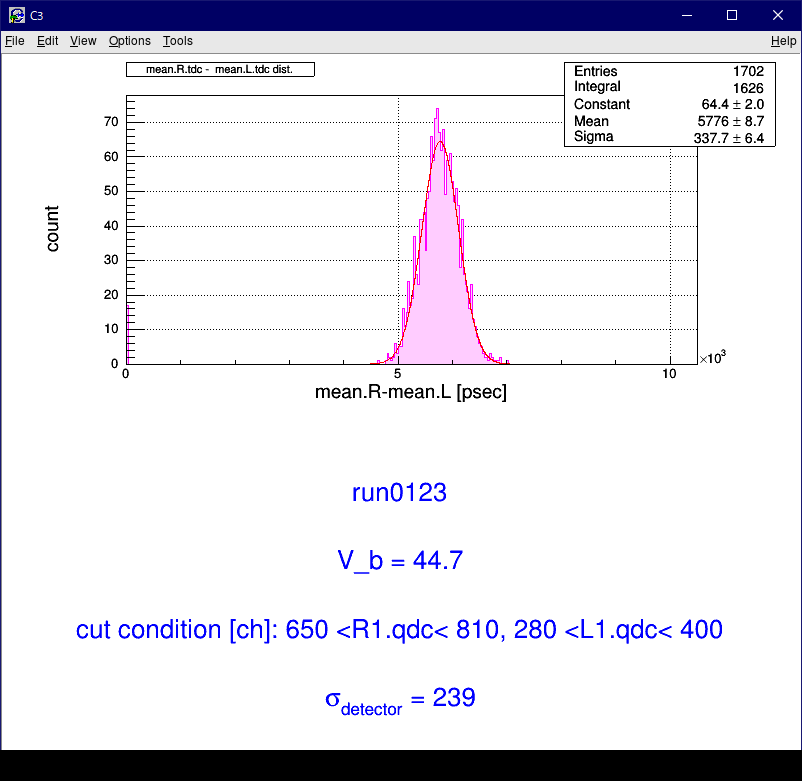 C3
File Edit View Options Tools Help
mean.R.tdc - mean.L.tdc dist.
Entries 1702
Integral 1626
Constant 64.4 ± 2.0
Mean 5776 ± 8.7
Sigma 337.7 ± 6.4
70
60
50
40
30
20
10
0
0 5 10 ×10³
count
mean.R-mean.L [psec]
run0123
V_b = 44.7
cut condition [ch]: 650 <R1.qdc< 810, 280 <L1.qdc< 400
σdetector = 239